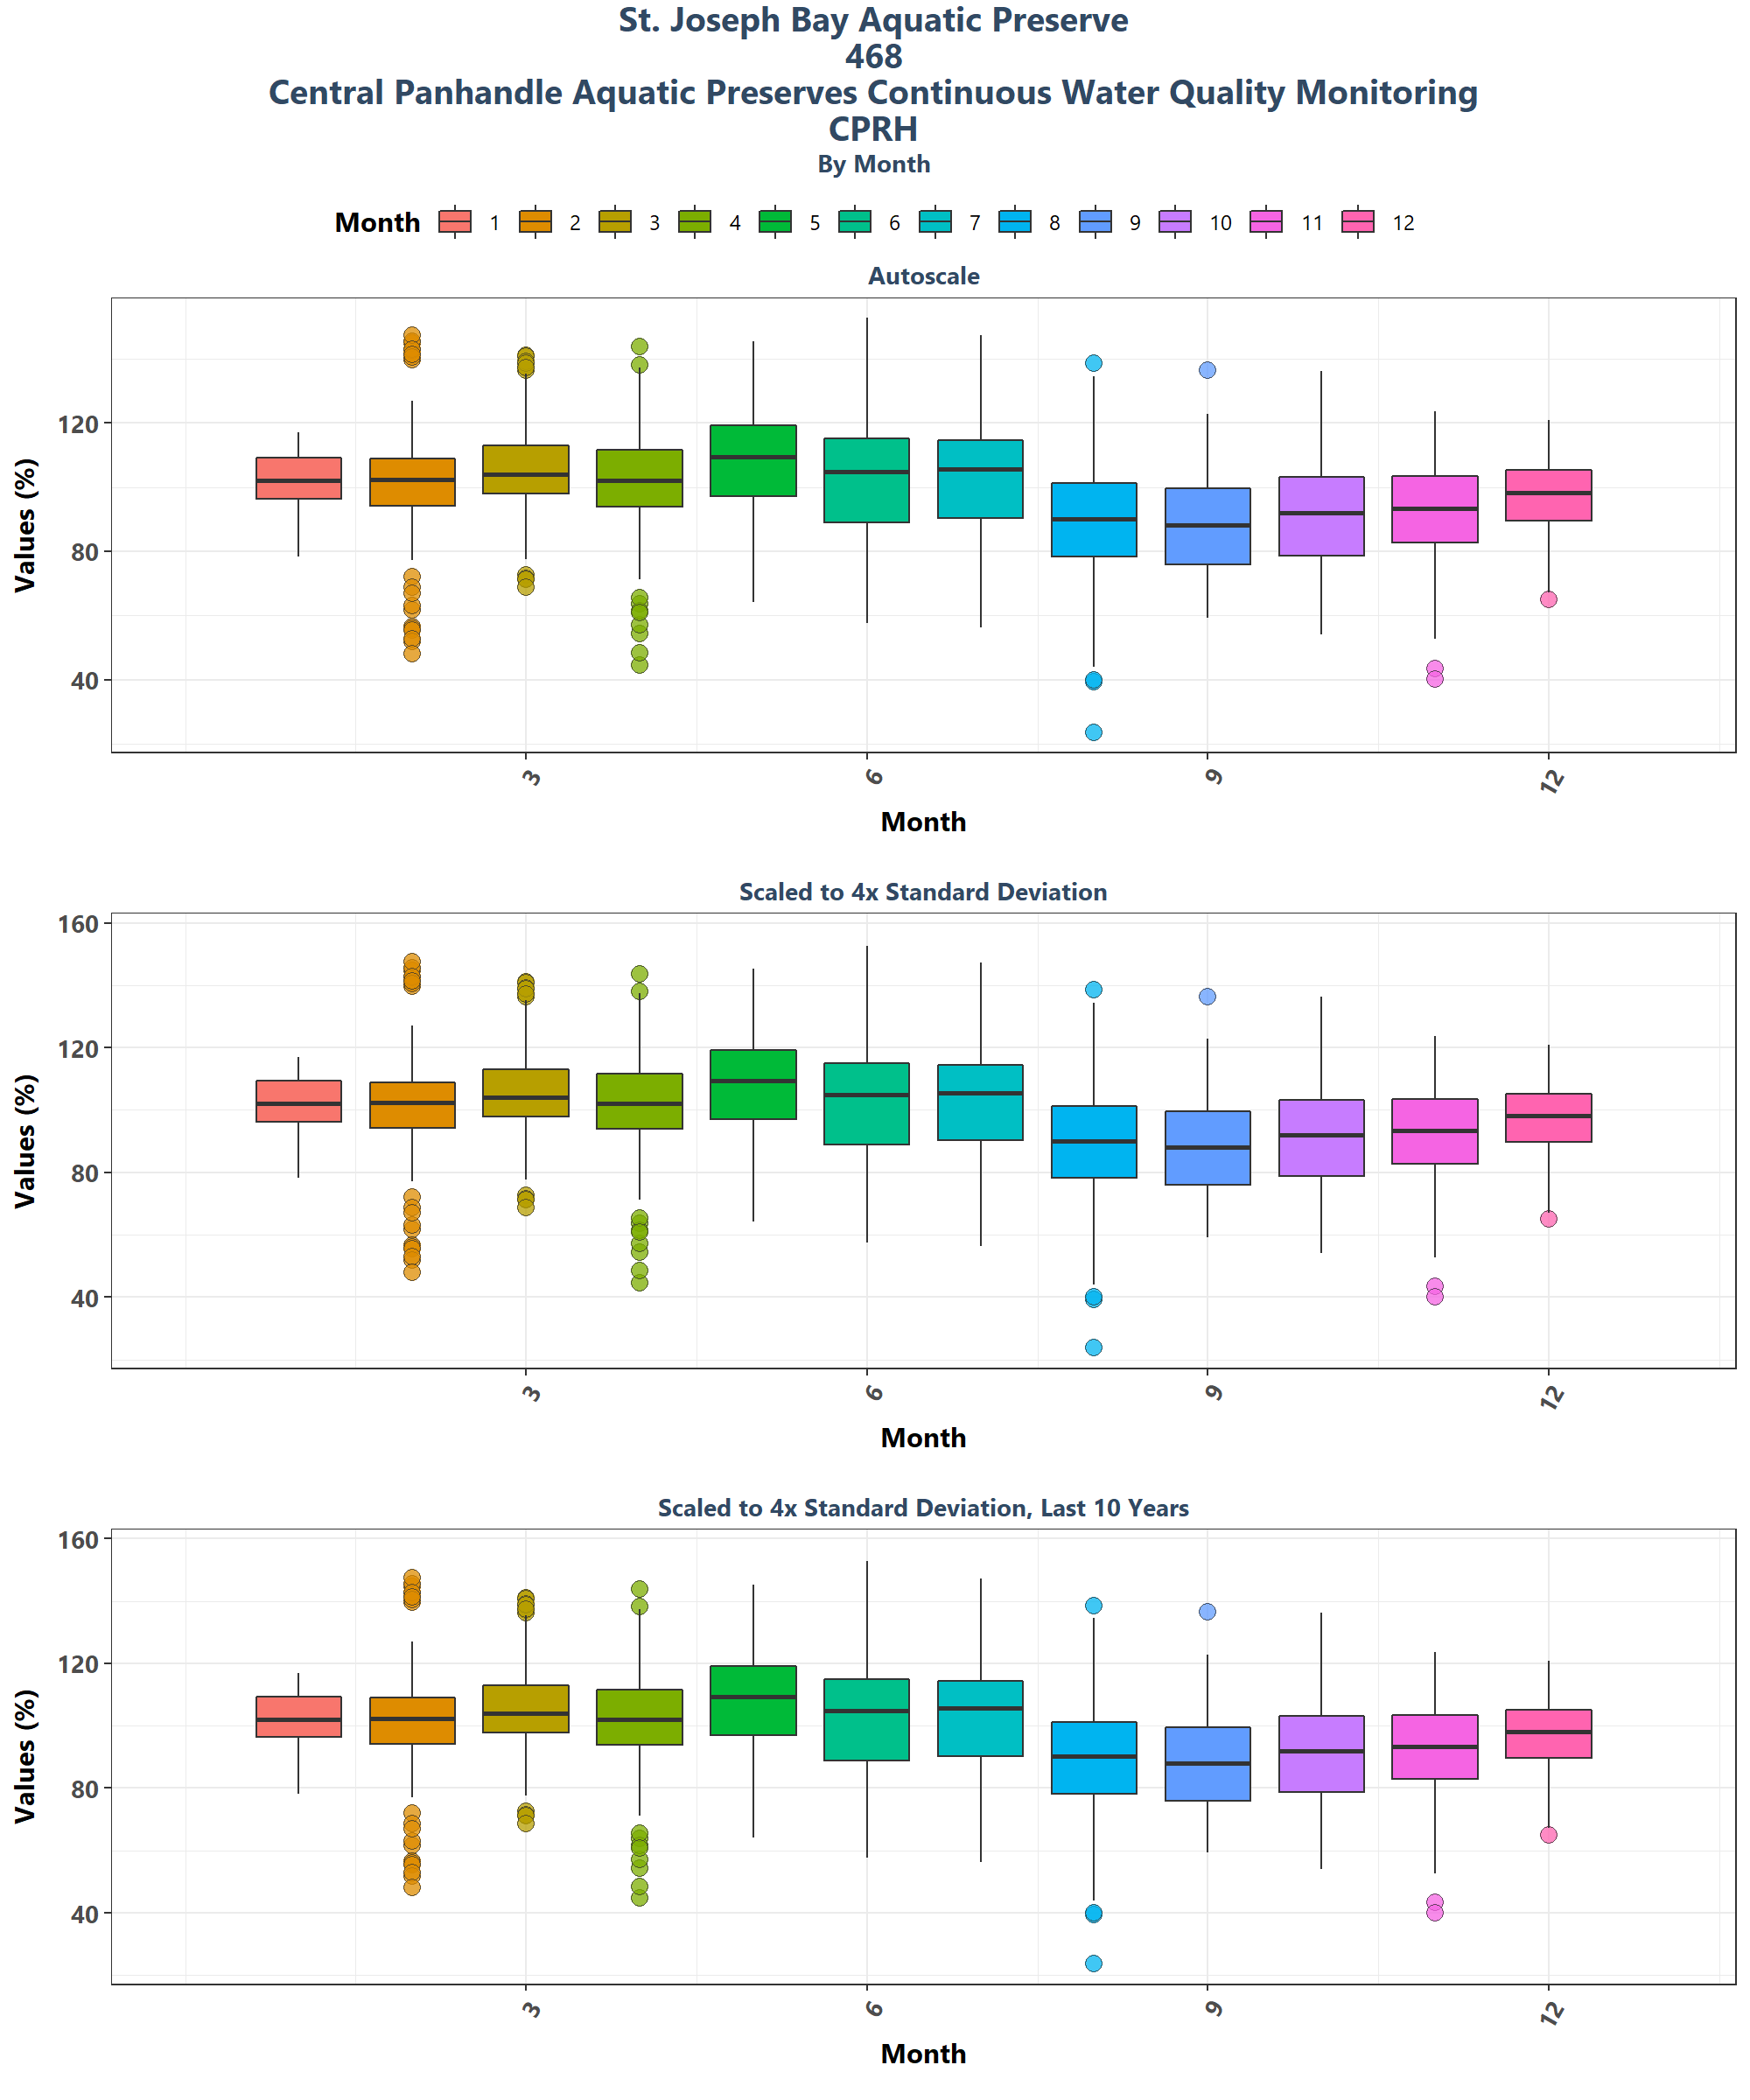 St. Joseph Bay Aquatic Preserve
468
Central Panhandle Aquatic Preserves Continuous Water Quality Monitoring
CPRH
By Month
Month 1 2 3 4 5 6 7 8 9 10 11 12
Autoscale
Values (%)
120
80
40
3 6 9 12
Month
Scaled to 4x Standard Deviation
Values (%)
160
120
80
40
3 6 9 12
Month
Scaled to 4x Standard Deviation, Last 10 Years
Values (%)
160
120
80
40
3 6 9 12
Month